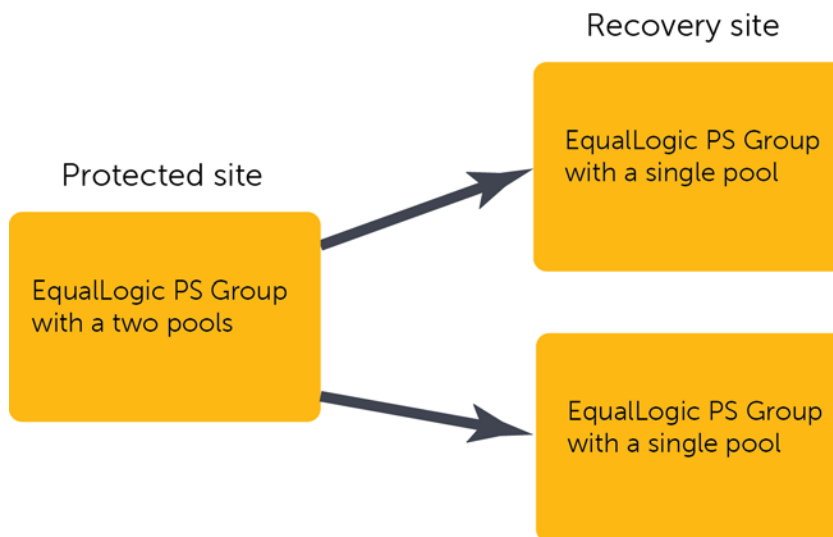 Recovery site
EqualLogic PS Group
with a single pool
Protected site
EqualLogic PS Group
with a two pools
EqualLogic PS Group
with a single pool